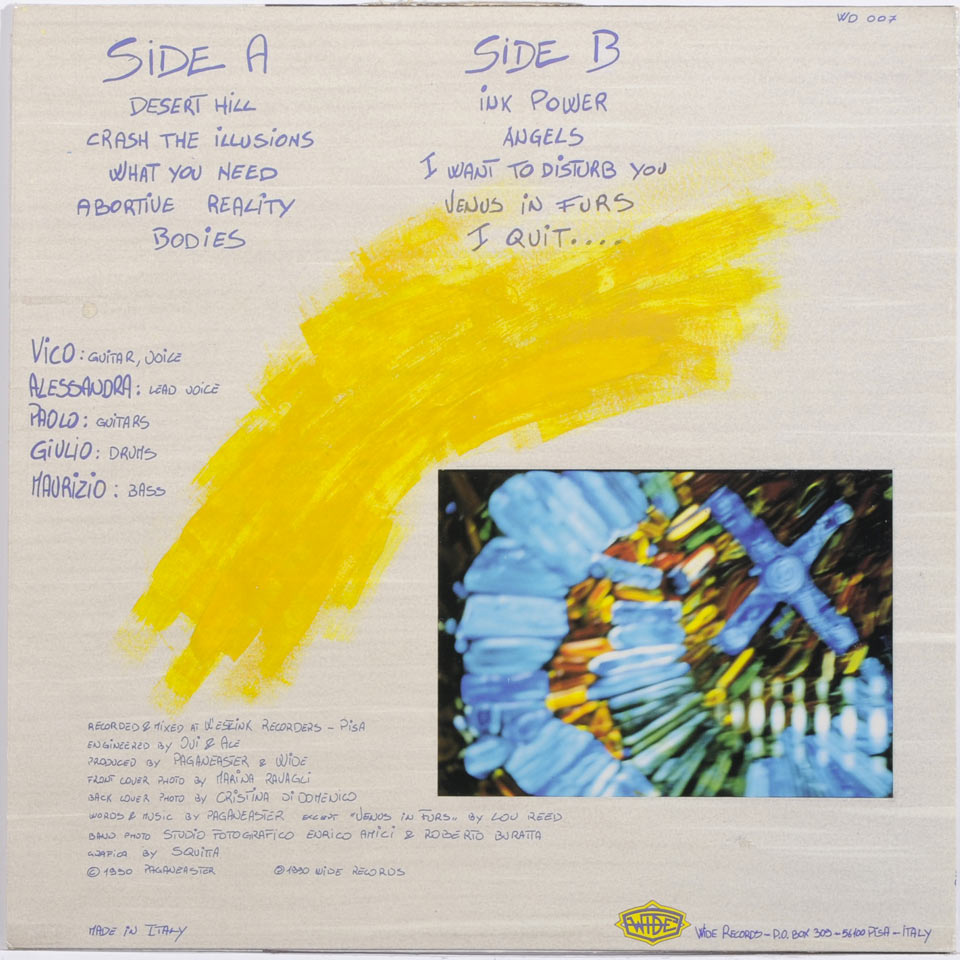 WD 007
SIDE A
DESERT HILL
CRASH THE ILLUSIONS
WHAT YOU NEED
ABORTIVE REALITY
BODIES
SIDE B
INK POWER
ANGELS
I WANT TO DISTURB YOU
VENUS IN FURS
I QUIT....
VICO: GUITAR, VOICE
ALESSANDRA: LEAD VOICE
PAOLO: GUITARS
GIULIO: DRUMS
MAURIZIO: BASS
RECORDED & MIXED AT WESLINK RECORDERS - PISA
ENGINEERED BY OUI & ALE
PRODUCED BY PAGANEASTER & WIDE
FRONT COVER PHOTO BY MARINA RAVAGLI
BACK COVER PHOTO BY CRISTINA DI DOMENICO
WORDS & MUSIC BY PAGANEASTER EXCEPT "VENUS IN FURS" BY LOU REED
BAND PHOTO STUDIO FOTOGRAFICO ENRICO AMICI & ROBERTO BURATTA
GRAFICA BY SQUITTA
© 1990 PAGANEASTER ℗ 1990 WIDE RECORDS
MADE IN ITALY
WIDE
WIDE RECORDS - P.O. BOX 309 - 56100 PISA - ITALY